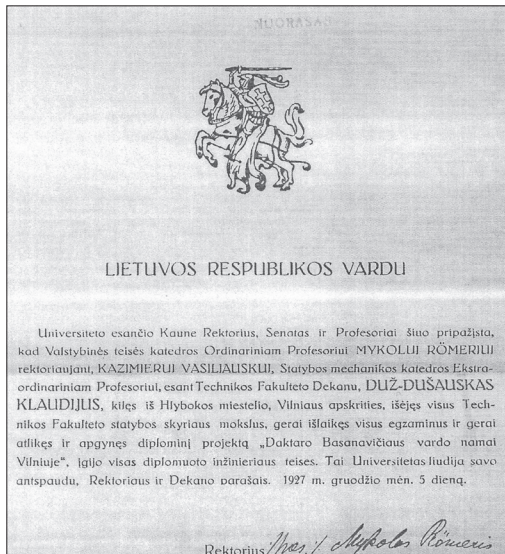 LIETUVOS RESPUBLIKOS VARDU
Universiteto esančio Kaune Rektorius, Senatas ir Profesoriai šiuo pripažįsta,
kad Valstybinės teisės katedros Ordinariniam Profesoriui MYKOLUI RÖMERIUI
rektoriaujant, KAZIMIERUI VASILIAUSKUI, Statybos mechanikos katedros Ekstra-
ordinariniam Profesoriui, esant Technikos Fakulteto Dekanu, DUŽ-DUŠAUSKAS
KLAUDIJUS, kilęs iš Hlybokos miestelio, Vilniaus apskrities, išėjęs visus Tech-
nikos Fakulteto statybos skyriaus mokslus, gerai išlaikęs visus egzaminus ir gerai
atlikęs ir apgynęs diplominį projektą „Daktaro Basanavičiaus vardo namai
Vilniuje“, įgijo visas diplomuoto inžinieriaus teises. Tai Universitetas liudija savo
antspaudu, Rektoriaus ir Dekano parašais. 1927 m. gruodžio mėn. 5 dieną.
Rektorius Mykolas Römeris